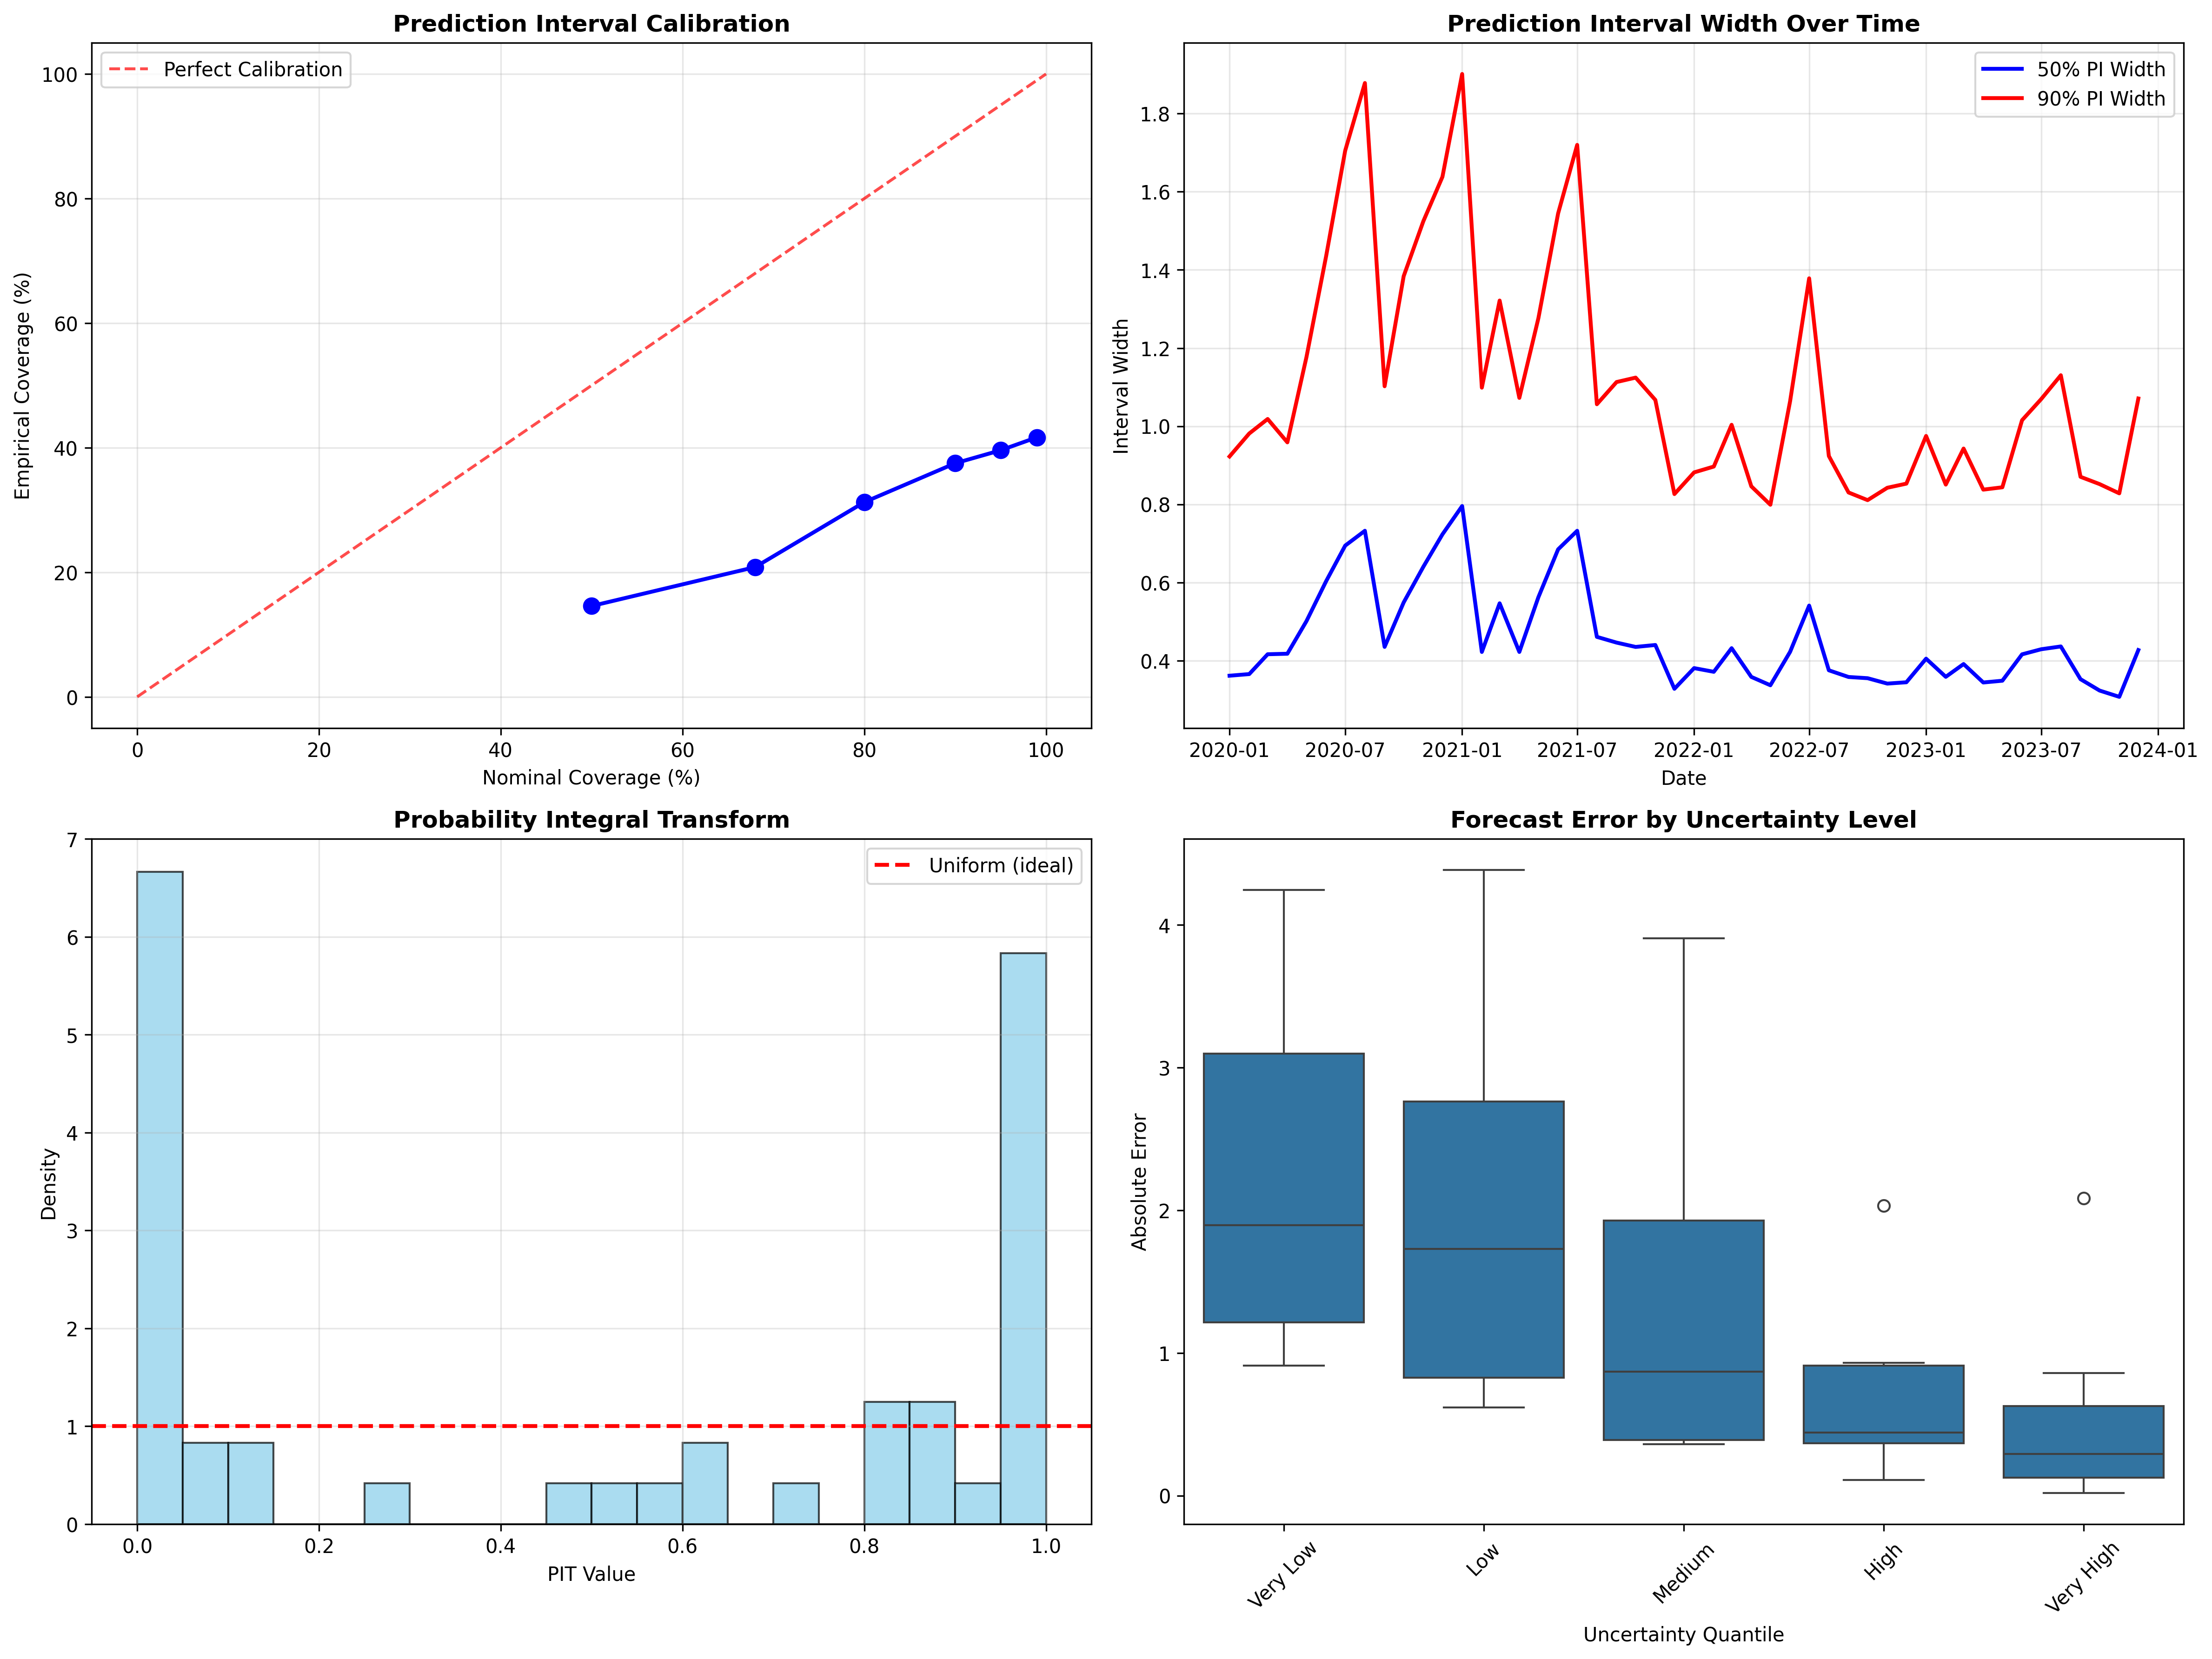 Prediction Interval Calibration
Perfect Calibration
100
80
60
40
20
0
Empirical Coverage (%)
0 20 40 60 80 100
Nominal Coverage (%)
Prediction Interval Width Over Time
50% PI Width
90% PI Width
1.8
1.6
1.4
1.2
1.0
0.8
0.6
0.4
Interval Width
2020-01 2020-07 2021-01 2021-07 2022-01 2022-07 2023-01 2023-07 2024-01
Date
Probability Integral Transform
Uniform (ideal)
7
6
5
4
3
2
1
0
Density
0.0 0.2 0.4 0.6 0.8 1.0
PIT Value
Forecast Error by Uncertainty Level
4
3
2
1
0
Absolute Error
Very Low Low Medium High Very High
Uncertainty Quantile